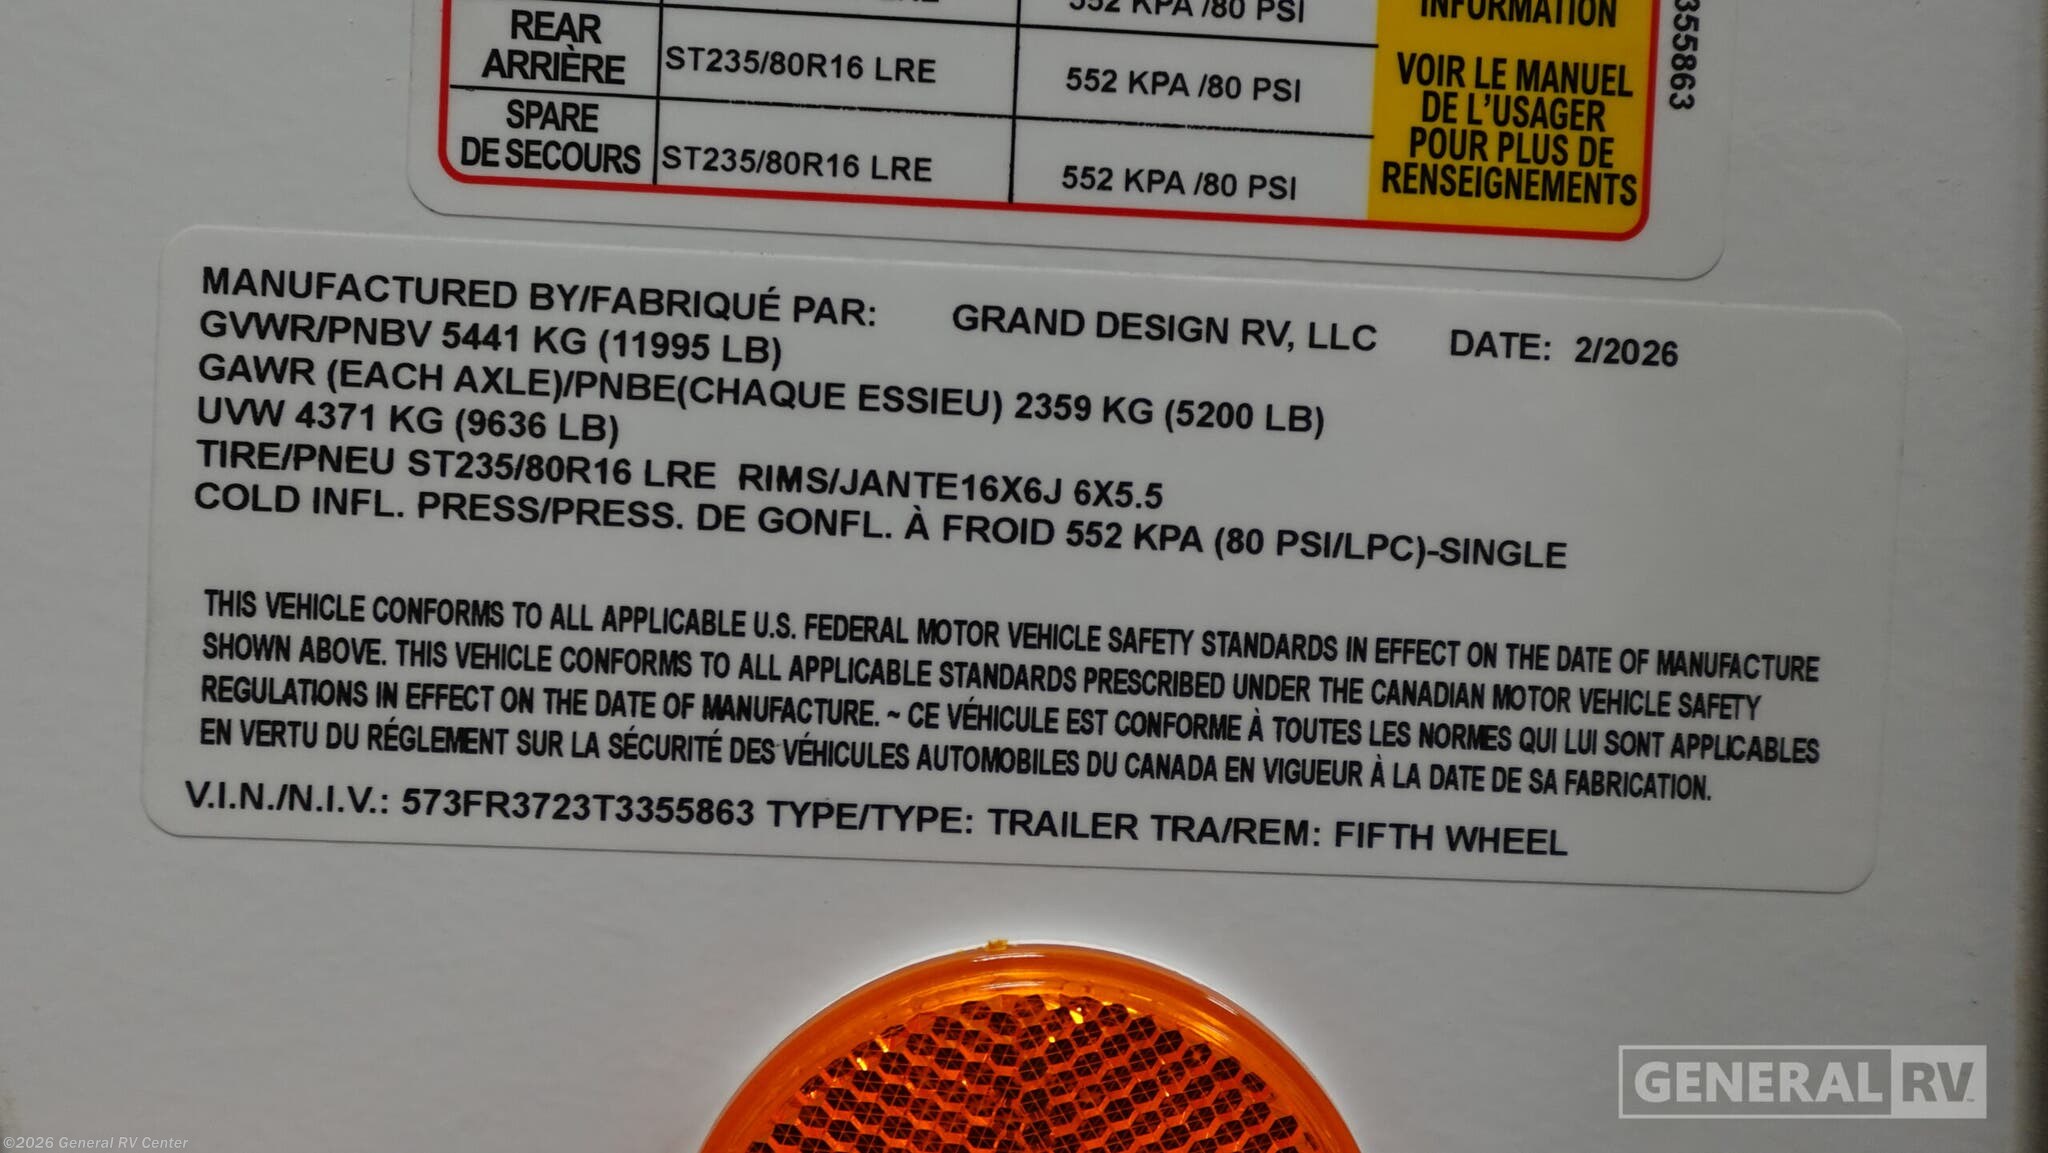 552 KPA /80 PSI
INFORMATION
REAR
ARRIÈRE
ST235/80R16 LRE
552 KPA /80 PSI
SPARE
DE SECOURS
ST235/80R16 LRE
552 KPA /80 PSI
VOIR LE MANUEL
DE L'USAGER
POUR PLUS DE
RENSEIGNEMENTS
355863
MANUFACTURED BY/FABRIQUÉ PAR: GRAND DESIGN RV, LLC DATE: 2/2026
GVWR/PNBV 5441 KG (11995 LB)
GAWR (EACH AXLE)/PNBE(CHAQUE ESSIEU) 2359 KG (5200 LB)
UVW 4371 KG (9636 LB)
TIRE/PNEU ST235/80R16 LRE RIMS/JANTE16X6J 6X5.5
COLD INFL. PRESS/PRESS. DE GONFL. À FROID 552 KPA (80 PSI/LPC)-SINGLE
THIS VEHICLE CONFORMS TO ALL APPLICABLE U.S. FEDERAL MOTOR VEHICLE SAFETY STANDARDS IN EFFECT ON THE DATE OF MANUFACTURE
SHOWN ABOVE. THIS VEHICLE CONFORMS TO ALL APPLICABLE STANDARDS PRESCRIBED UNDER THE CANADIAN MOTOR VEHICLE SAFETY
REGULATIONS IN EFFECT ON THE DATE OF MANUFACTURE. ~ CE VÉHICULE EST CONFORME À TOUTES LES NORMES QUI LUI SONT APPLICABLES
EN VERTU DU RÉGLEMENT SUR LA SÉCURITÉ DES VÉHICULES AUTOMOBILES DU CANADA EN VIGUEUR À LA DATE DE SA FABRICATION.
V.I.N./N.I.V.: 573FR3723T3355863 TYPE/TYPE: TRAILER TRA/REM: FIFTH WHEEL
GENERAL RV
©2026 General RV Center